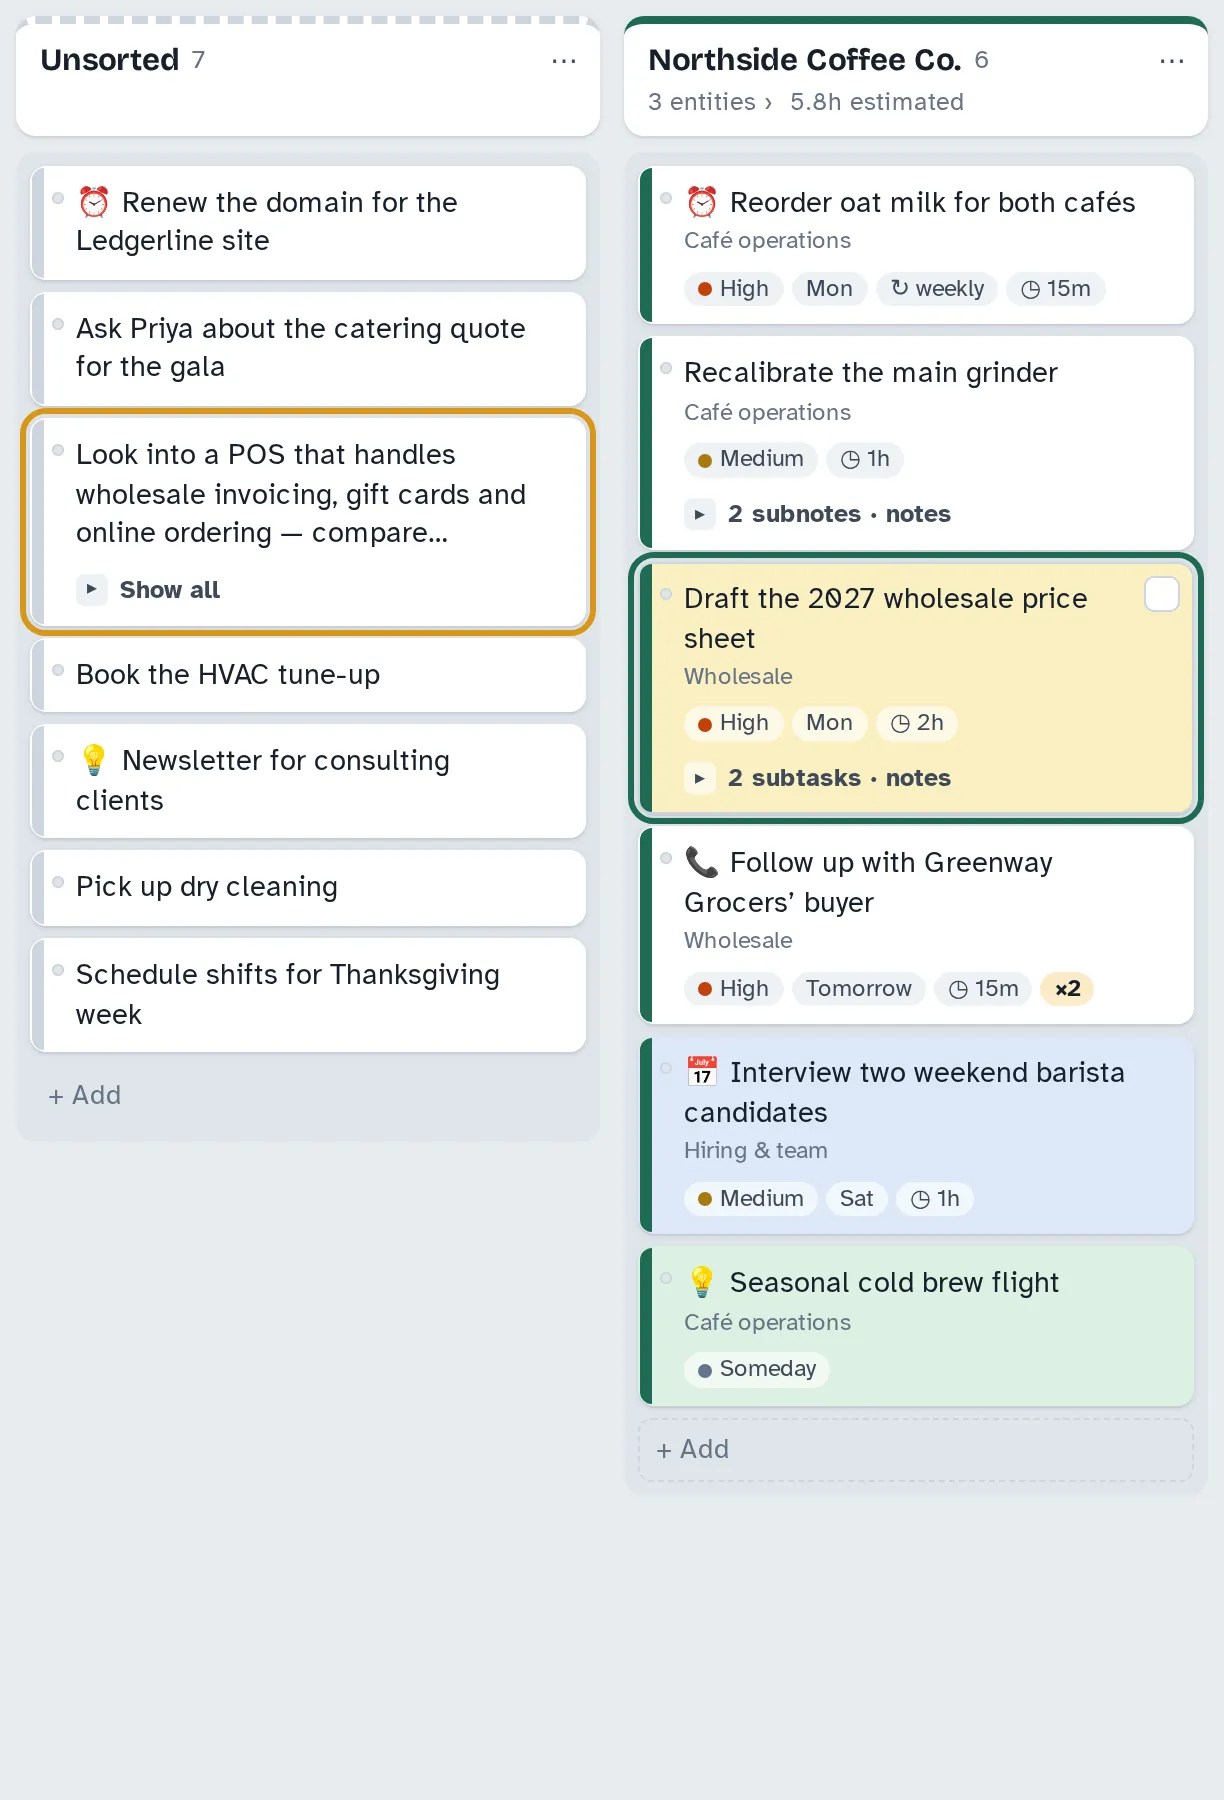 Unsorted 7 ...
⏰ Renew the domain for the
Ledgerline site
Ask Priya about the catering quote
for the gala
Look into a POS that handles
wholesale invoicing, gift cards and
online ordering — compare...
▸ Show all
Book the HVAC tune-up
💡 Newsletter for consulting
clients
Pick up dry cleaning
Schedule shifts for Thanksgiving
week
+ Add
Northside Coffee Co. 6 ...
3 entities › 5.8h estimated
⏰ Reorder oat milk for both cafés
Café operations
High Mon ↻ weekly ◷ 15m
Recalibrate the main grinder
Café operations
Medium ◷ 1h
▸ 2 subnotes · notes
Draft the 2027 wholesale price
sheet
Wholesale
High Mon ◷ 2h
▸ 2 subtasks · notes
📞 Follow up with Greenway
Grocers’ buyer
Wholesale
High Tomorrow ◷ 15m ×2
📅 Interview two weekend barista
candidates
Hiring & team
Medium Sat ◷ 1h
💡 Seasonal cold brew flight
Café operations
Someday
+ Add